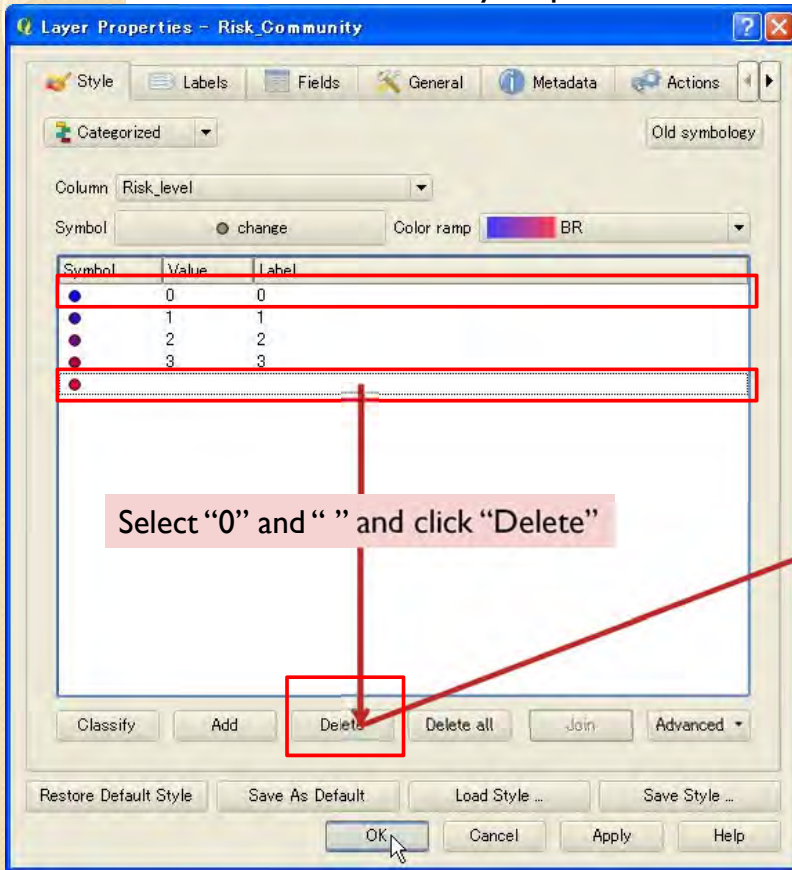 Layer Properties - Risk_Community
Style Labels Fields General Metadata Actions
Categorized Old symbology
Column Risk_level
Symbol change Color ramp BR
Symbol Value Label
0 0
1 1
2 2
3 3
Select “0” and “ ” and click “Delete”
Classify Add Delete Delete all Join Advanced
Restore Default Style Save As Default Load Style ... Save Style ...
OK Cancel Apply Help